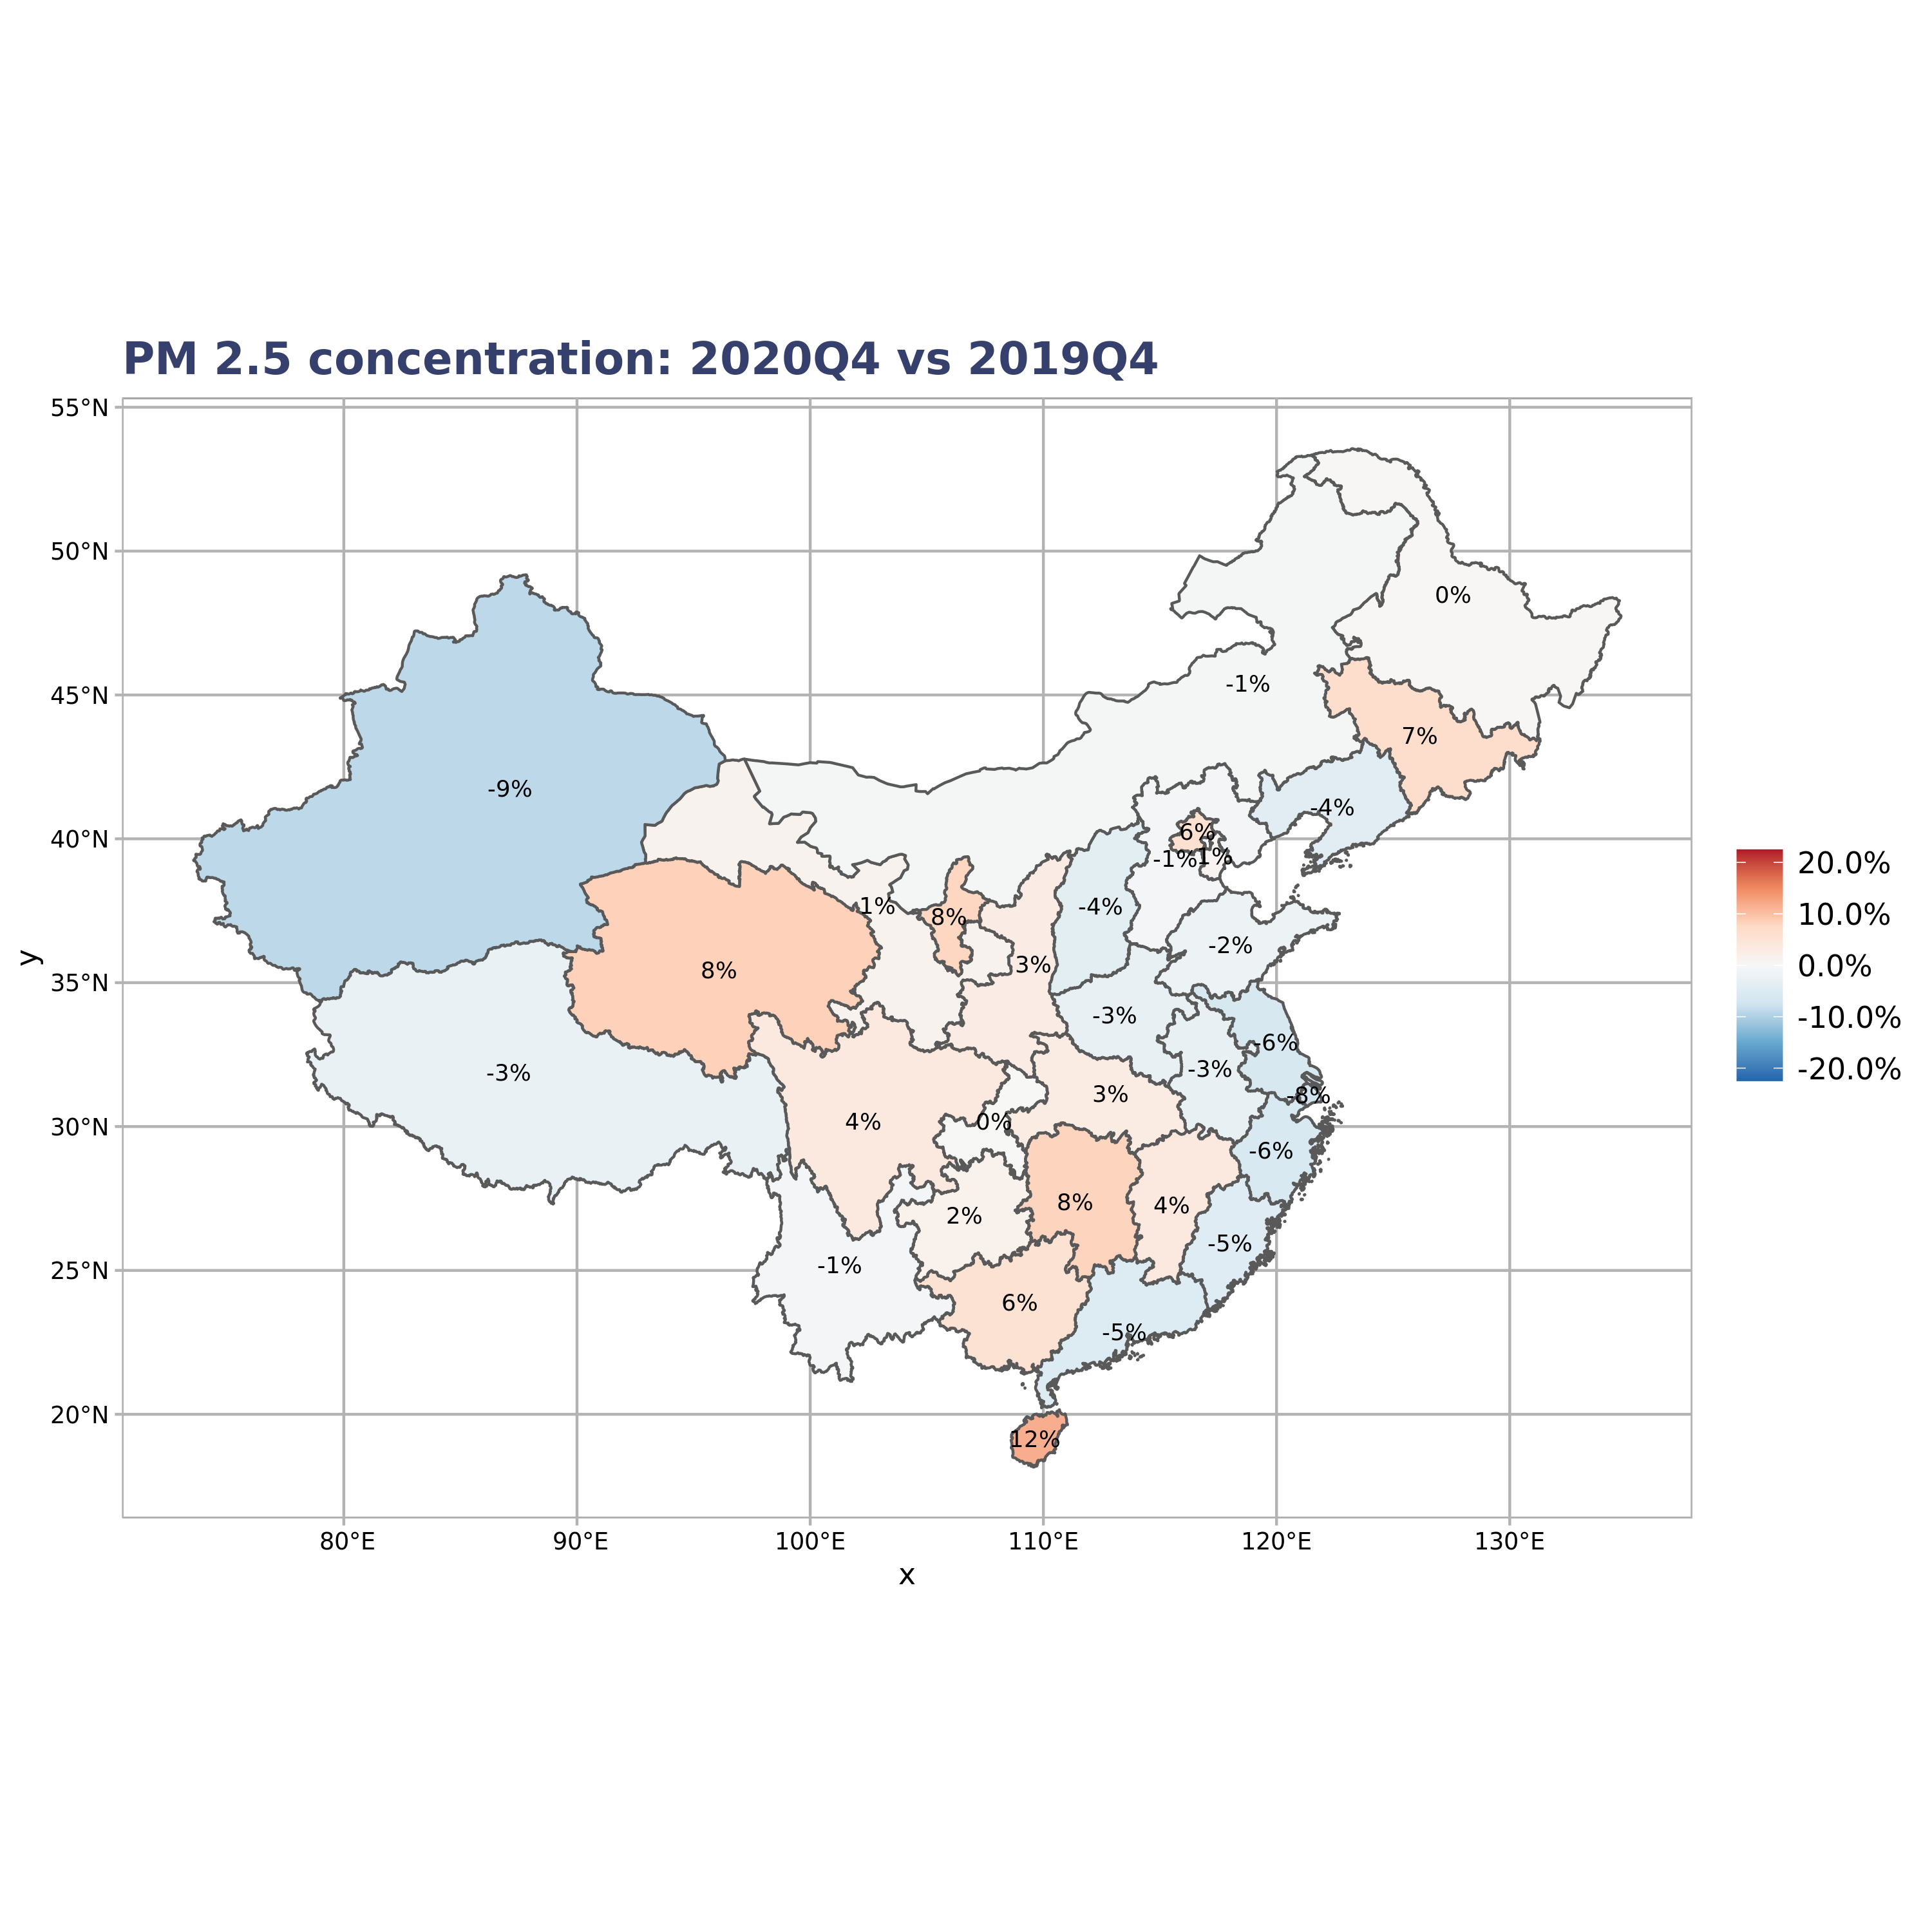 PM 2.5 concentration: 2020Q4 vs 2019Q4
55°N
50°N
45°N
40°N
35°N
30°N
25°N
20°N
y
0%
-1%
7%
-9%
-4%
6%
-1%
1%
1%
8%
-4%
-2%
8%
3%
-3%
-6%
-3%
-3%
-8%
4%
0%
3%
-6%
8%
4%
2%
-5%
-1%
6%
-5%
12%
80°E
90°E
100°E
110°E
120°E
130°E
x
20.0%
10.0%
0.0%
-10.0%
-20.0%